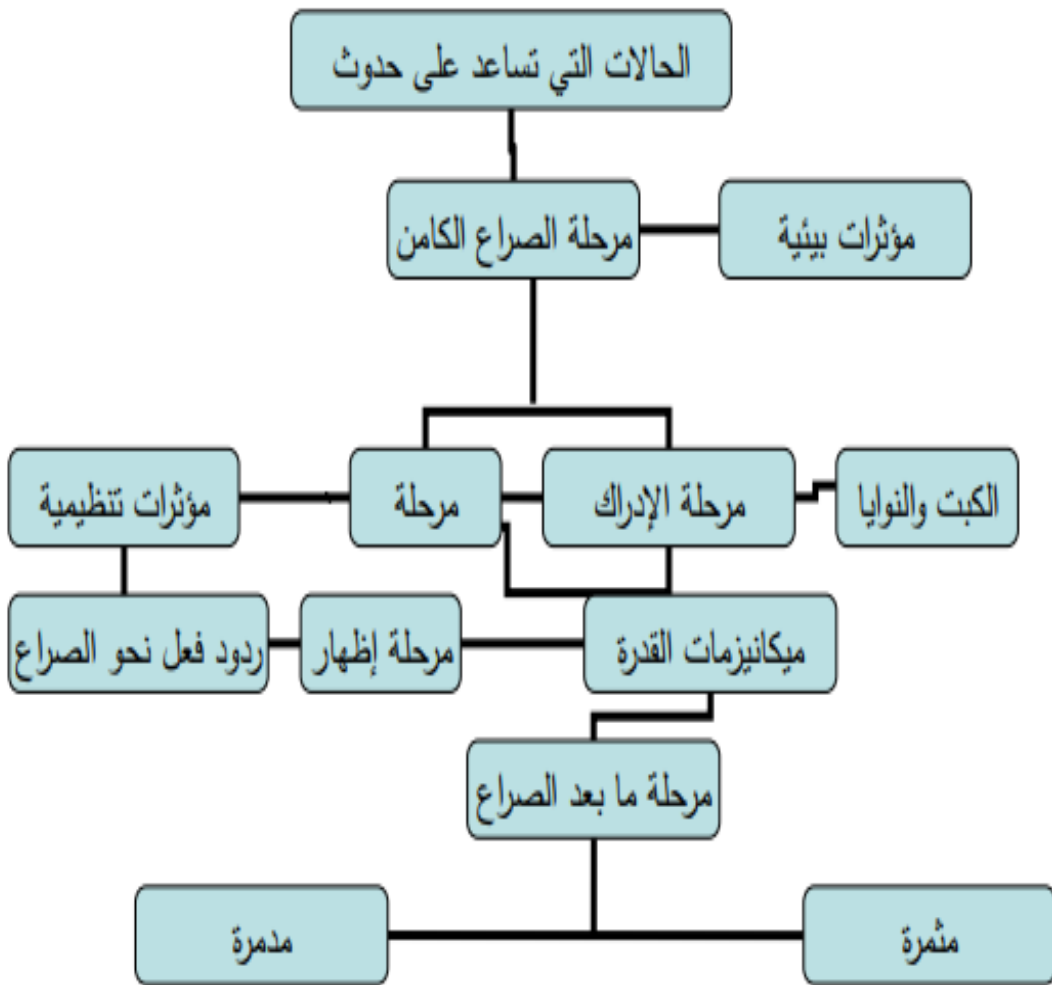 الحالات التي تساعد على حدوث
مرحلة الصراع الكامن
مؤثرات بيئية
الكبت والنوايا
مرحلة الإدراك
مرحلة
مؤثرات تنظيمية
ميكانيزمات القدرة
مرحلة إظهار
ردود فعل نحو الصراع
مرحلة ما بعد الصراع
مثمرة
مدمرة